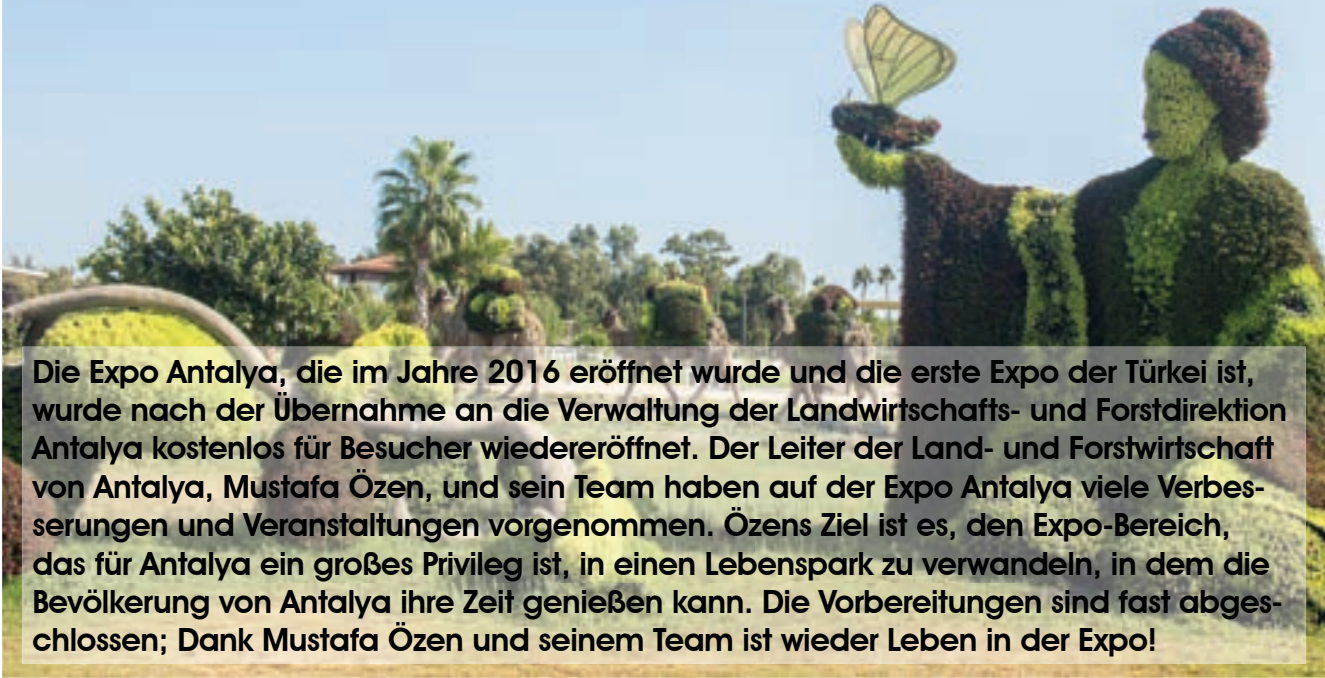 Die Expo Antalya, die im Jahre 2016 eröffnet wurde und die erste Expo der Türkei ist,
wurde nach der Übernahme an die Verwaltung der Landwirtschafts- und Forstdirektion
Antalya kostenlos für Besucher wiedereröffnet. Der Leiter der Land- und Forstwirtschaft
von Antalya, Mustafa Özen, und sein Team haben auf der Expo Antalya viele Verbes-
serungen und Veranstaltungen vorgenommen. Özens Ziel ist es, den Expo-Bereich,
das für Antalya ein großes Privileg ist, in einen Lebenspark zu verwandeln, in dem die
Bevölkerung von Antalya ihre Zeit genießen kann. Die Vorbereitungen sind fast abges-
chlossen; Dank Mustafa Özen und seinem Team ist wieder Leben in der Expo!